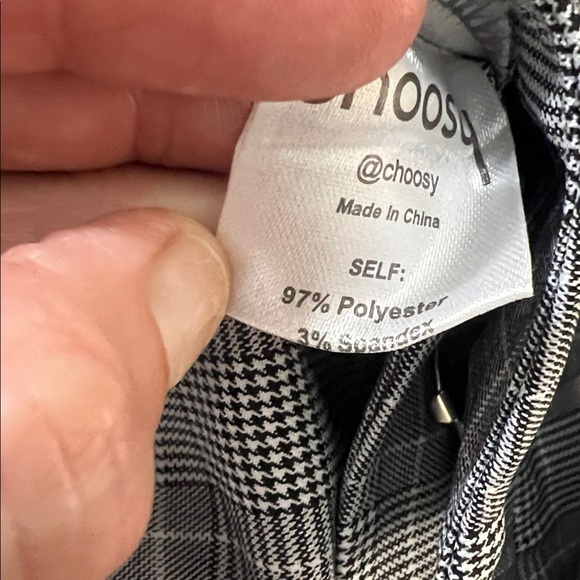 choosy
@choosy
Made In China
SELF:
97% Polyester
3% Spandex